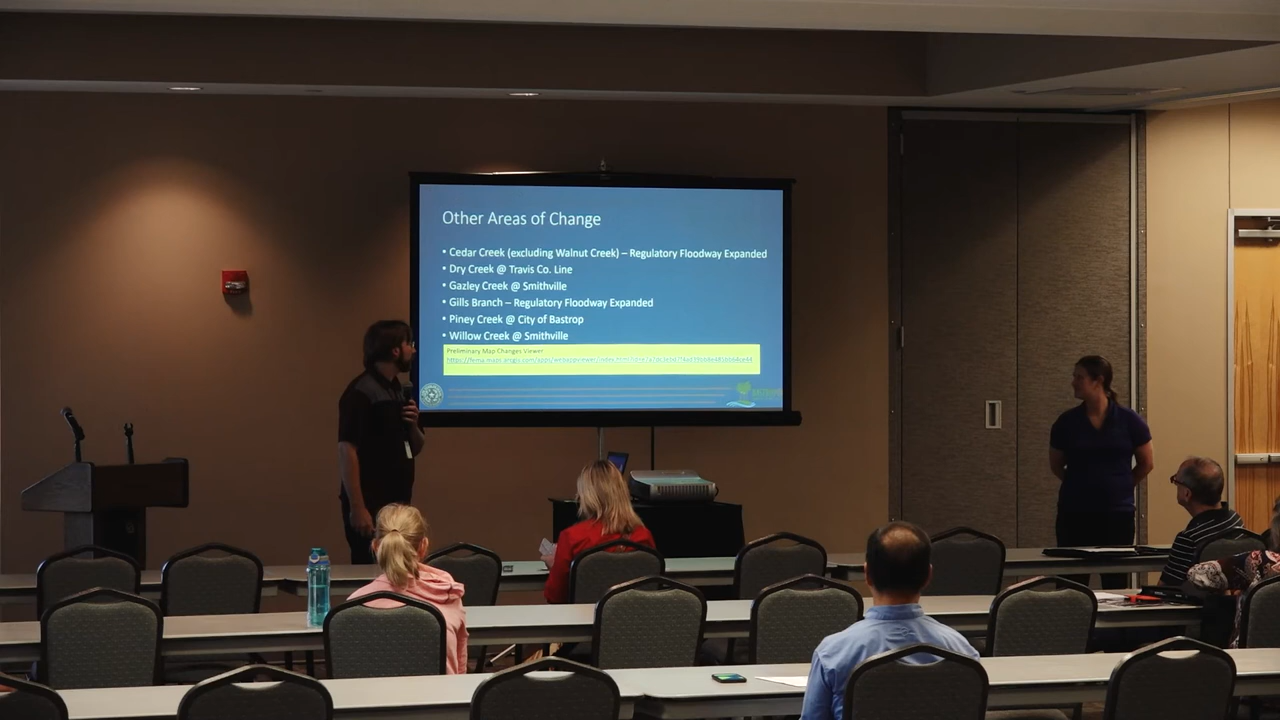 Other Areas of Change
• Cedar Creek (excluding Walnut Creek) – Regulatory Floodway Expanded
• Dry Creek @ Travis Co. Line
• Gazley Creek @ Smithville
• Gills Branch – Regulatory Floodway Expanded
• Piney Creek @ City of Bastrop
• Willow Creek @ Smithville
Preliminary Map Changes Viewer